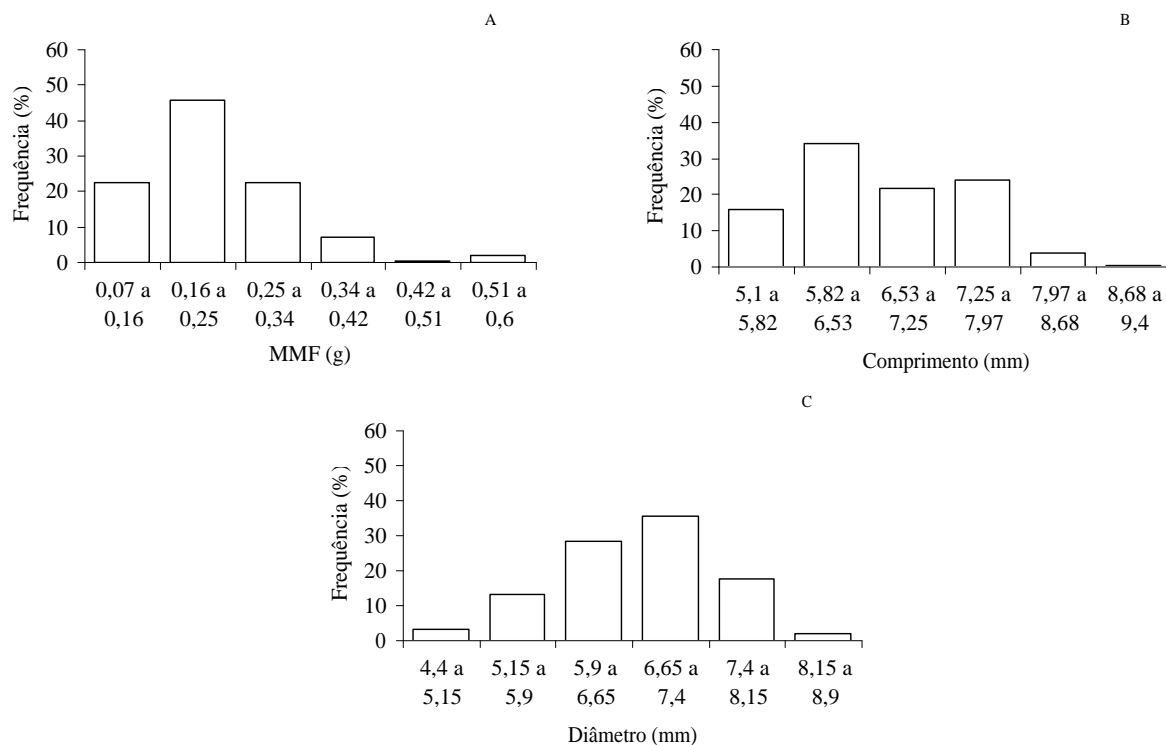 A
Frequência (%)
60
50
40
30
20
10
0
0,07 a 0,16 a 0,25 a 0,34 a 0,42 a 0,51 a
0,16 0,25 0,34 0,42 0,51 0,6
MMF (g)
B
Frequência (%)
60
50
40
30
20
10
0
5,1 a 5,82 a 6,53 a 7,25 a 7,97 a 8,68 a
5,82 6,53 7,25 7,97 8,68 9,4
Comprimento (mm)
C
Frequência (%)
60
50
40
30
20
10
0
4,4 a 5,15 a 5,9 a 6,65 a 7,4 a 8,15 a
5,15 5,9 6,65 7,4 8,15 8,9
Diâmetro (mm)